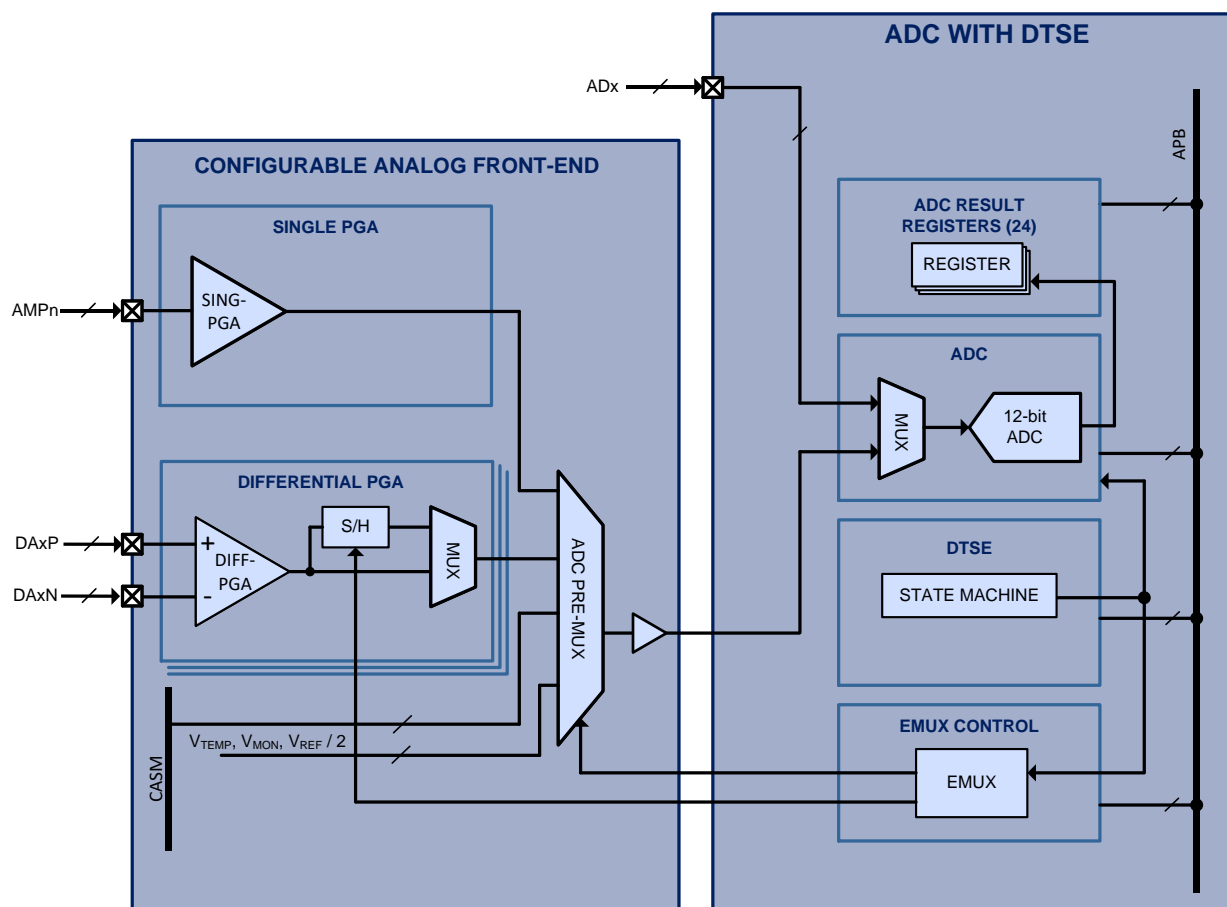 ADC WITH DTSE
ADx
APB
CONFIGURABLE ANALOG FRONT-END
SINGLE PGA
AMPn
SING-
PGA
ADC RESULT
REGISTERS (24)
REGISTER
ADC
MUX
12-bit
ADC
DIFFERENTIAL PGA
DAxP
DAxN
+
-
DIFF-
PGA
S/H
MUX
ADC PRE-MUX
DTSE
STATE MACHINE
CASM
VTEMP, VMON, VREF / 2
EMUX CONTROL
EMUX